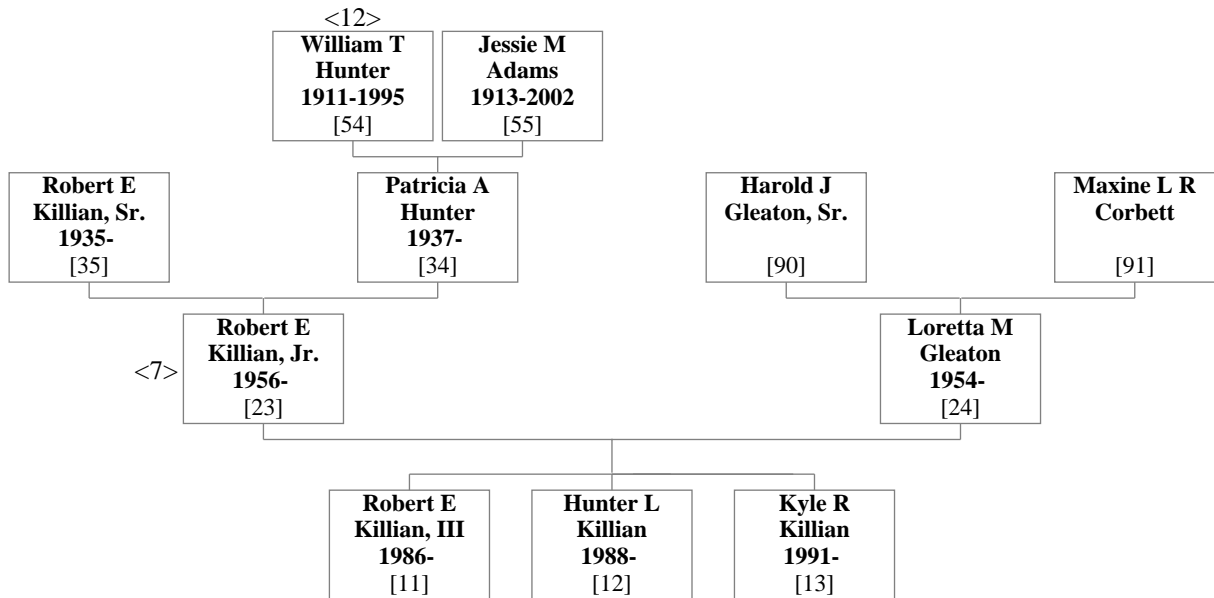 <12>
William T
Hunter
1911-1995
[54]
Jessie M
Adams
1913-2002
[55]
Robert E
Killian, Sr.
1935-
[35]
Patricia A
Hunter
1937-
[34]
Harold J
Gleaton, Sr.
[90]
Maxine L R
Corbett
[91]
<7>
Robert E
Killian, Jr.
1956-
[23]
Loretta M
Gleaton
1954-
[24]
Robert E
Killian, III
1986-
[11]
Hunter L
Killian
1988-
[12]
Kyle R
Killian
1991-
[13]